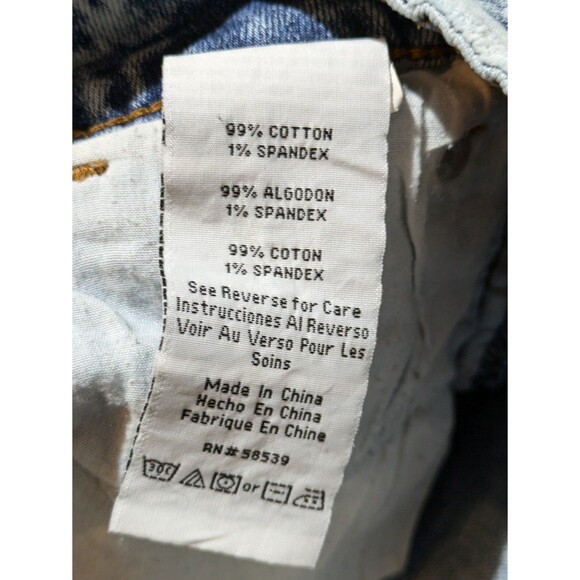 99% COTTON
1% SPANDEX
99% ALGODON
1% SPANDEX
99% COTON
1% SPANDEX
See Reverse for Care
Instrucciones Al Reverso
Voir Au Verso Pour Les
Soins
Made In China
Hecho En China
Fabrique En Chine
RN# 58539
30C or